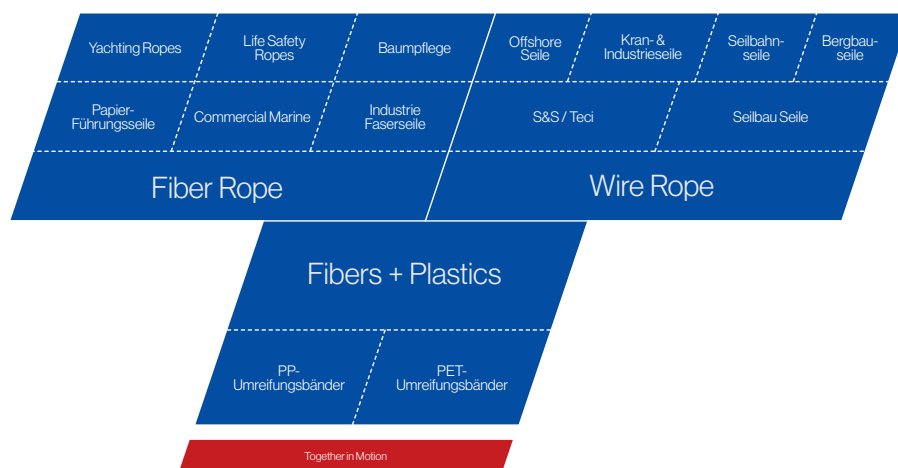 Yachting Ropes
Life Safety
Ropes
Baumpflege
Offshore
Seile
Kran- &
Industrieseile
Seilbahn-
seile
Bergbau-
seile
Papier-
Führungsseile
Commercial Marine
Industrie
Faserseile
S&S / Teci
Seilbau Seile
Fiber Rope
Wire Rope
Fibers + Plastics
PP-
Umreifungsbänder
PET-
Umreifungsbänder
Together in Motion